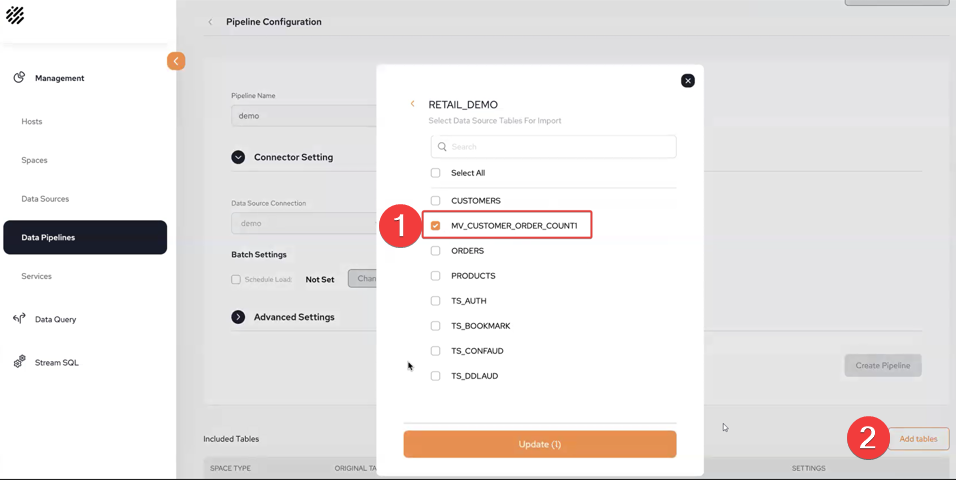 Pipeline Configuration
Management
Hosts
Spaces
Data Sources
Data Pipelines
Services
Data Query
Stream SQL
Pipeline Name
demo
Connector Setting
Data Source Connection
demo
Batch Settings
Schedule Load
Not Set
Advanced Settings
RETAIL_DEMO
Select Data Source Tables For Import
Search
Select All
CUSTOMERS
1
MV_CUSTOMER_ORDER_COUNT1
ORDERS
PRODUCTS
TS_AUTH
TS_BOOKMARK
TS_CONFAUD
TS_DDLAUD
Update (1)
Create Pipeline
Included Tables
2
Add tables
SPACE TYPE
ORIGINAL TA
SETTINGS